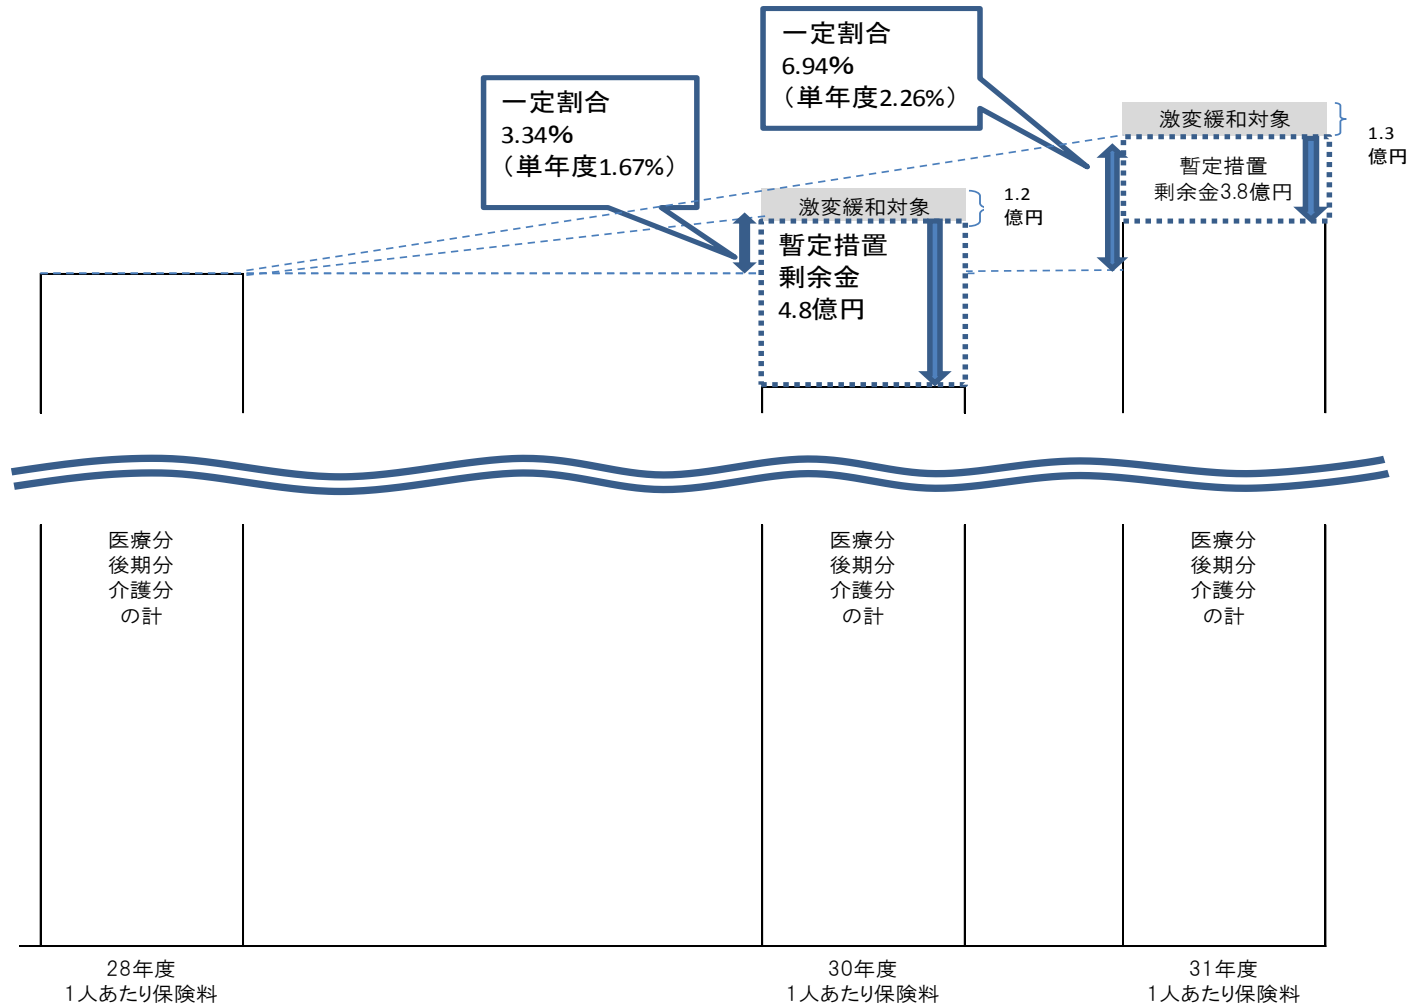 一定割合
6.94%
（単年度2.26%）
一定割合
3.34%
（単年度1.67%）
激変緩和対象
1.3
億円
暫定措置
剰余金3.8億円
激変緩和対象
1.2
億円
暫定措置
剰余金
4.8億円
医療分
後期分
介護分
の計
医療分
後期分
介護分
の計
医療分
後期分
介護分
の計
28年度
1人あたり保険料
30年度
1人あたり保険料
31年度
1人あたり保険料